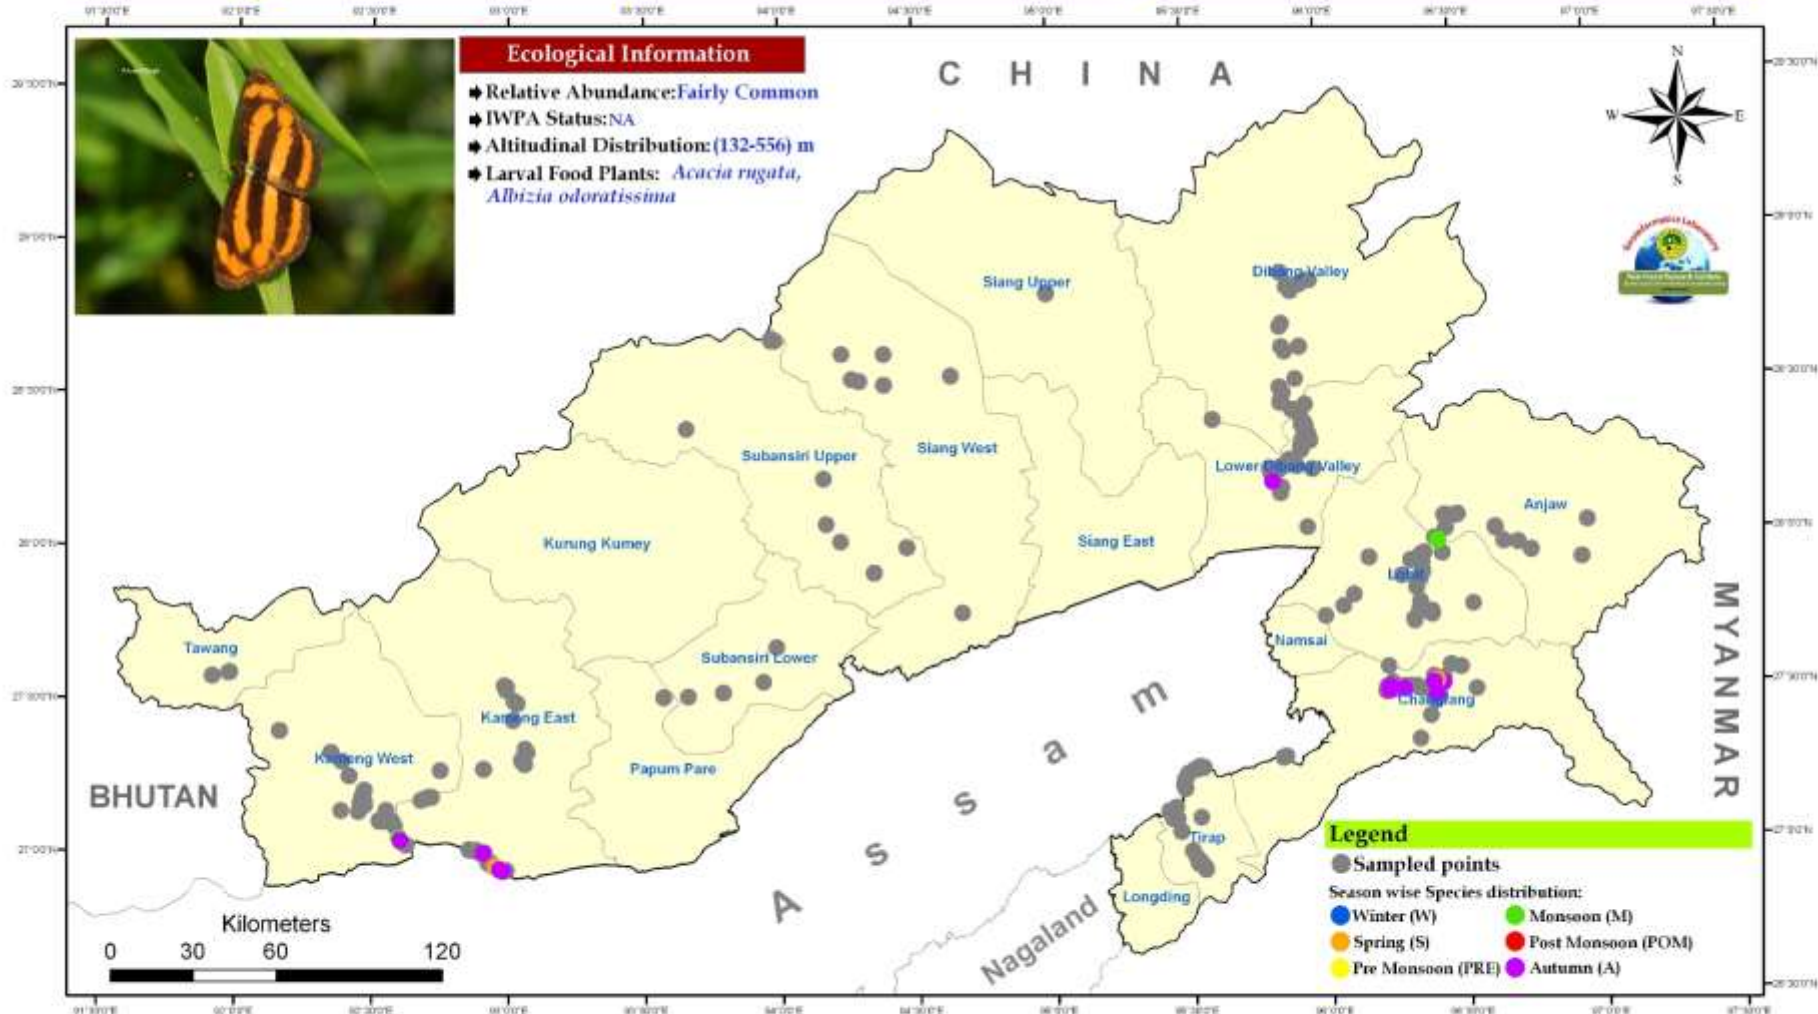 C H I N A
Ecological Information
Relative Abundance:Fairly Common
IWPA Status:NA
Altitudinal Distribution:(132-556) m
Larval Food Plants: Acacia rugata,
Albizia odoratissima
N
W E
S
Siang Upper
Dibang Valley
Subansiri Upper
Siang West
Lower Dibang Valley
Anjaw
Kurung Kumey
Siang East
Lohit
Namsai
Tawang
Subansiri Lower
Changlang
Kameng East
Kameng West
Papum Pare
BHUTAN
MYANMAR
A s s a m
Tirap
Longding
Nagaland
Kilometers
0 30 60 120
Legend
Sampled points
Season wise Species distribution:
Winter (W) Monsoon (M)
Spring (S) Post Monsoon (POM)
Pre Monsoon (PRE) Autumn (A)